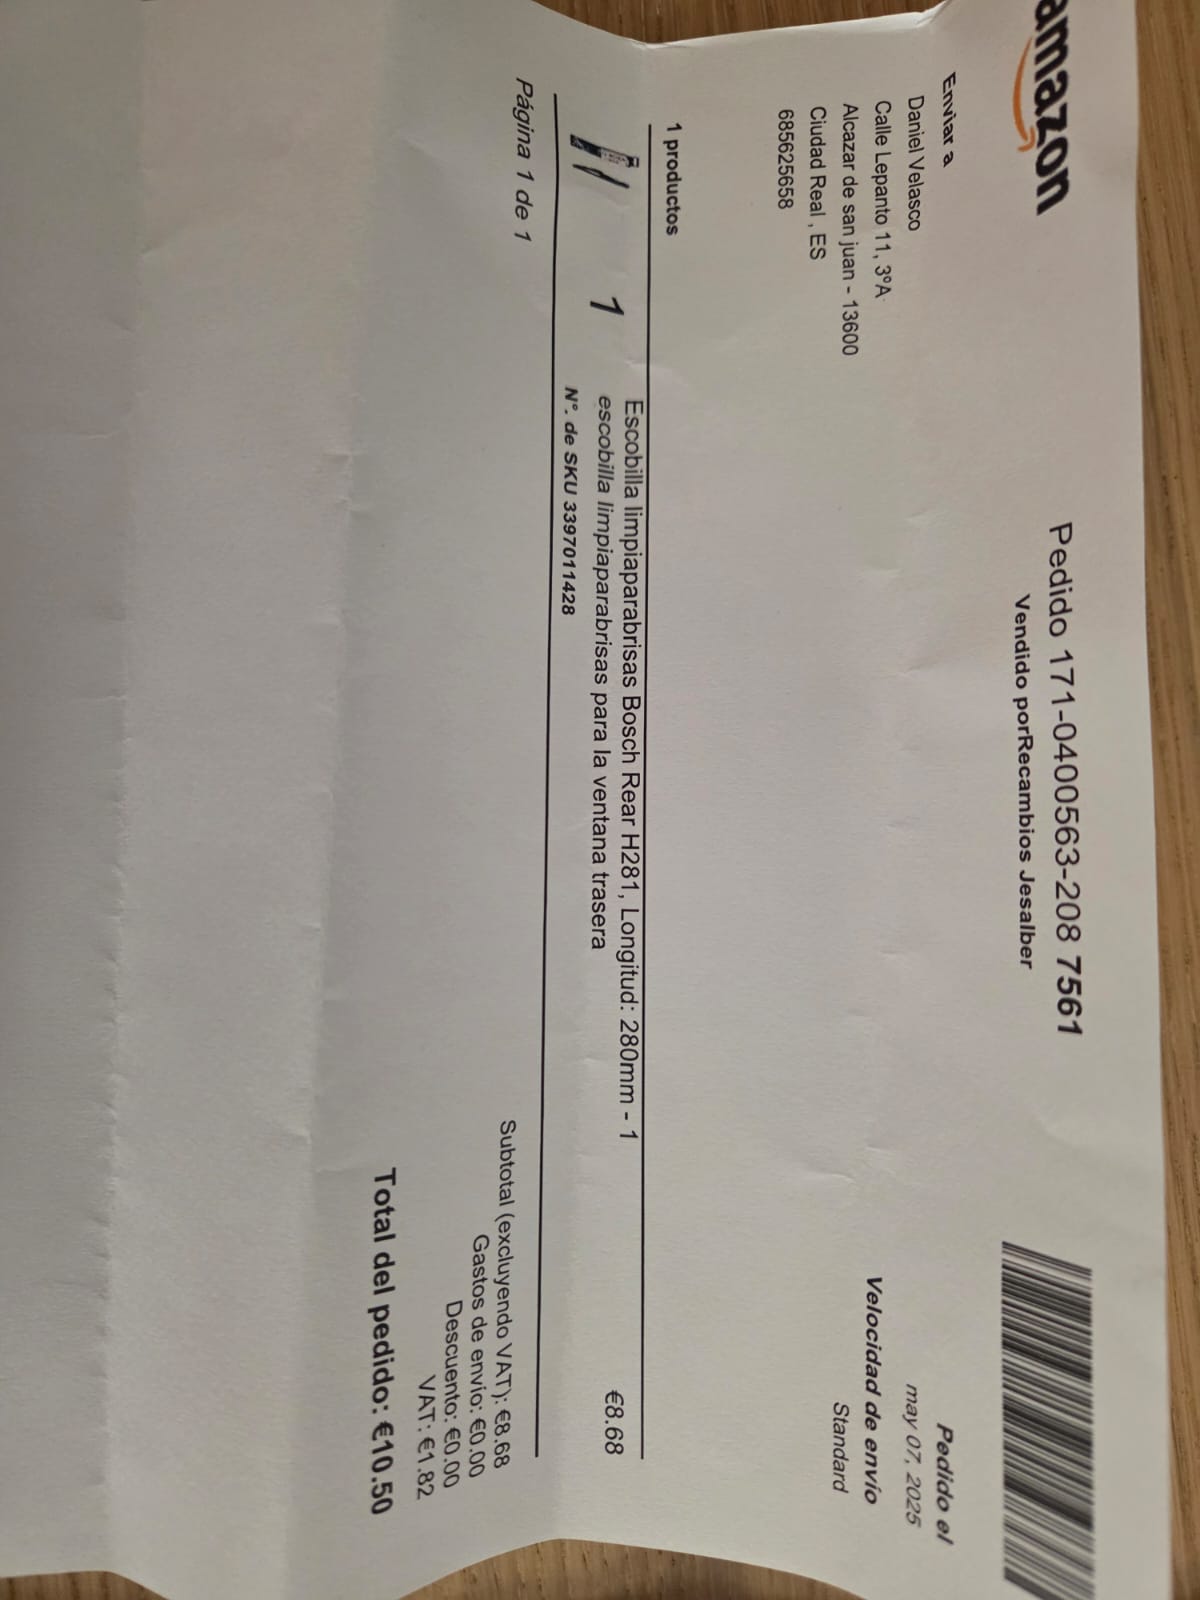 amazon
Pedido 171-0400563-208 7561
Vendido porRecambios Jesalber
Enviar a
Daniel Velasco
Calle Lepanto 11, 3ºA
Alcazar de san juan - 13600
Ciudad Real , ES
685625658
Pedido el
may 07, 2025
Velocidad de envío
Standard
1 productos
1
Escobilla limpiaparabrisas Bosch Rear H281, Longitud: 280mm - 1
escobilla limpiaparabrisas para la ventana trasera
Nº. de SKU 3397011428
€8.68
Página 1 de 1
Subtotal (excluyendo VAT): €8.68
Gastos de envío: €0.00
Descuento: €0.00
VAT: €1.82
Total del pedido: €10.50